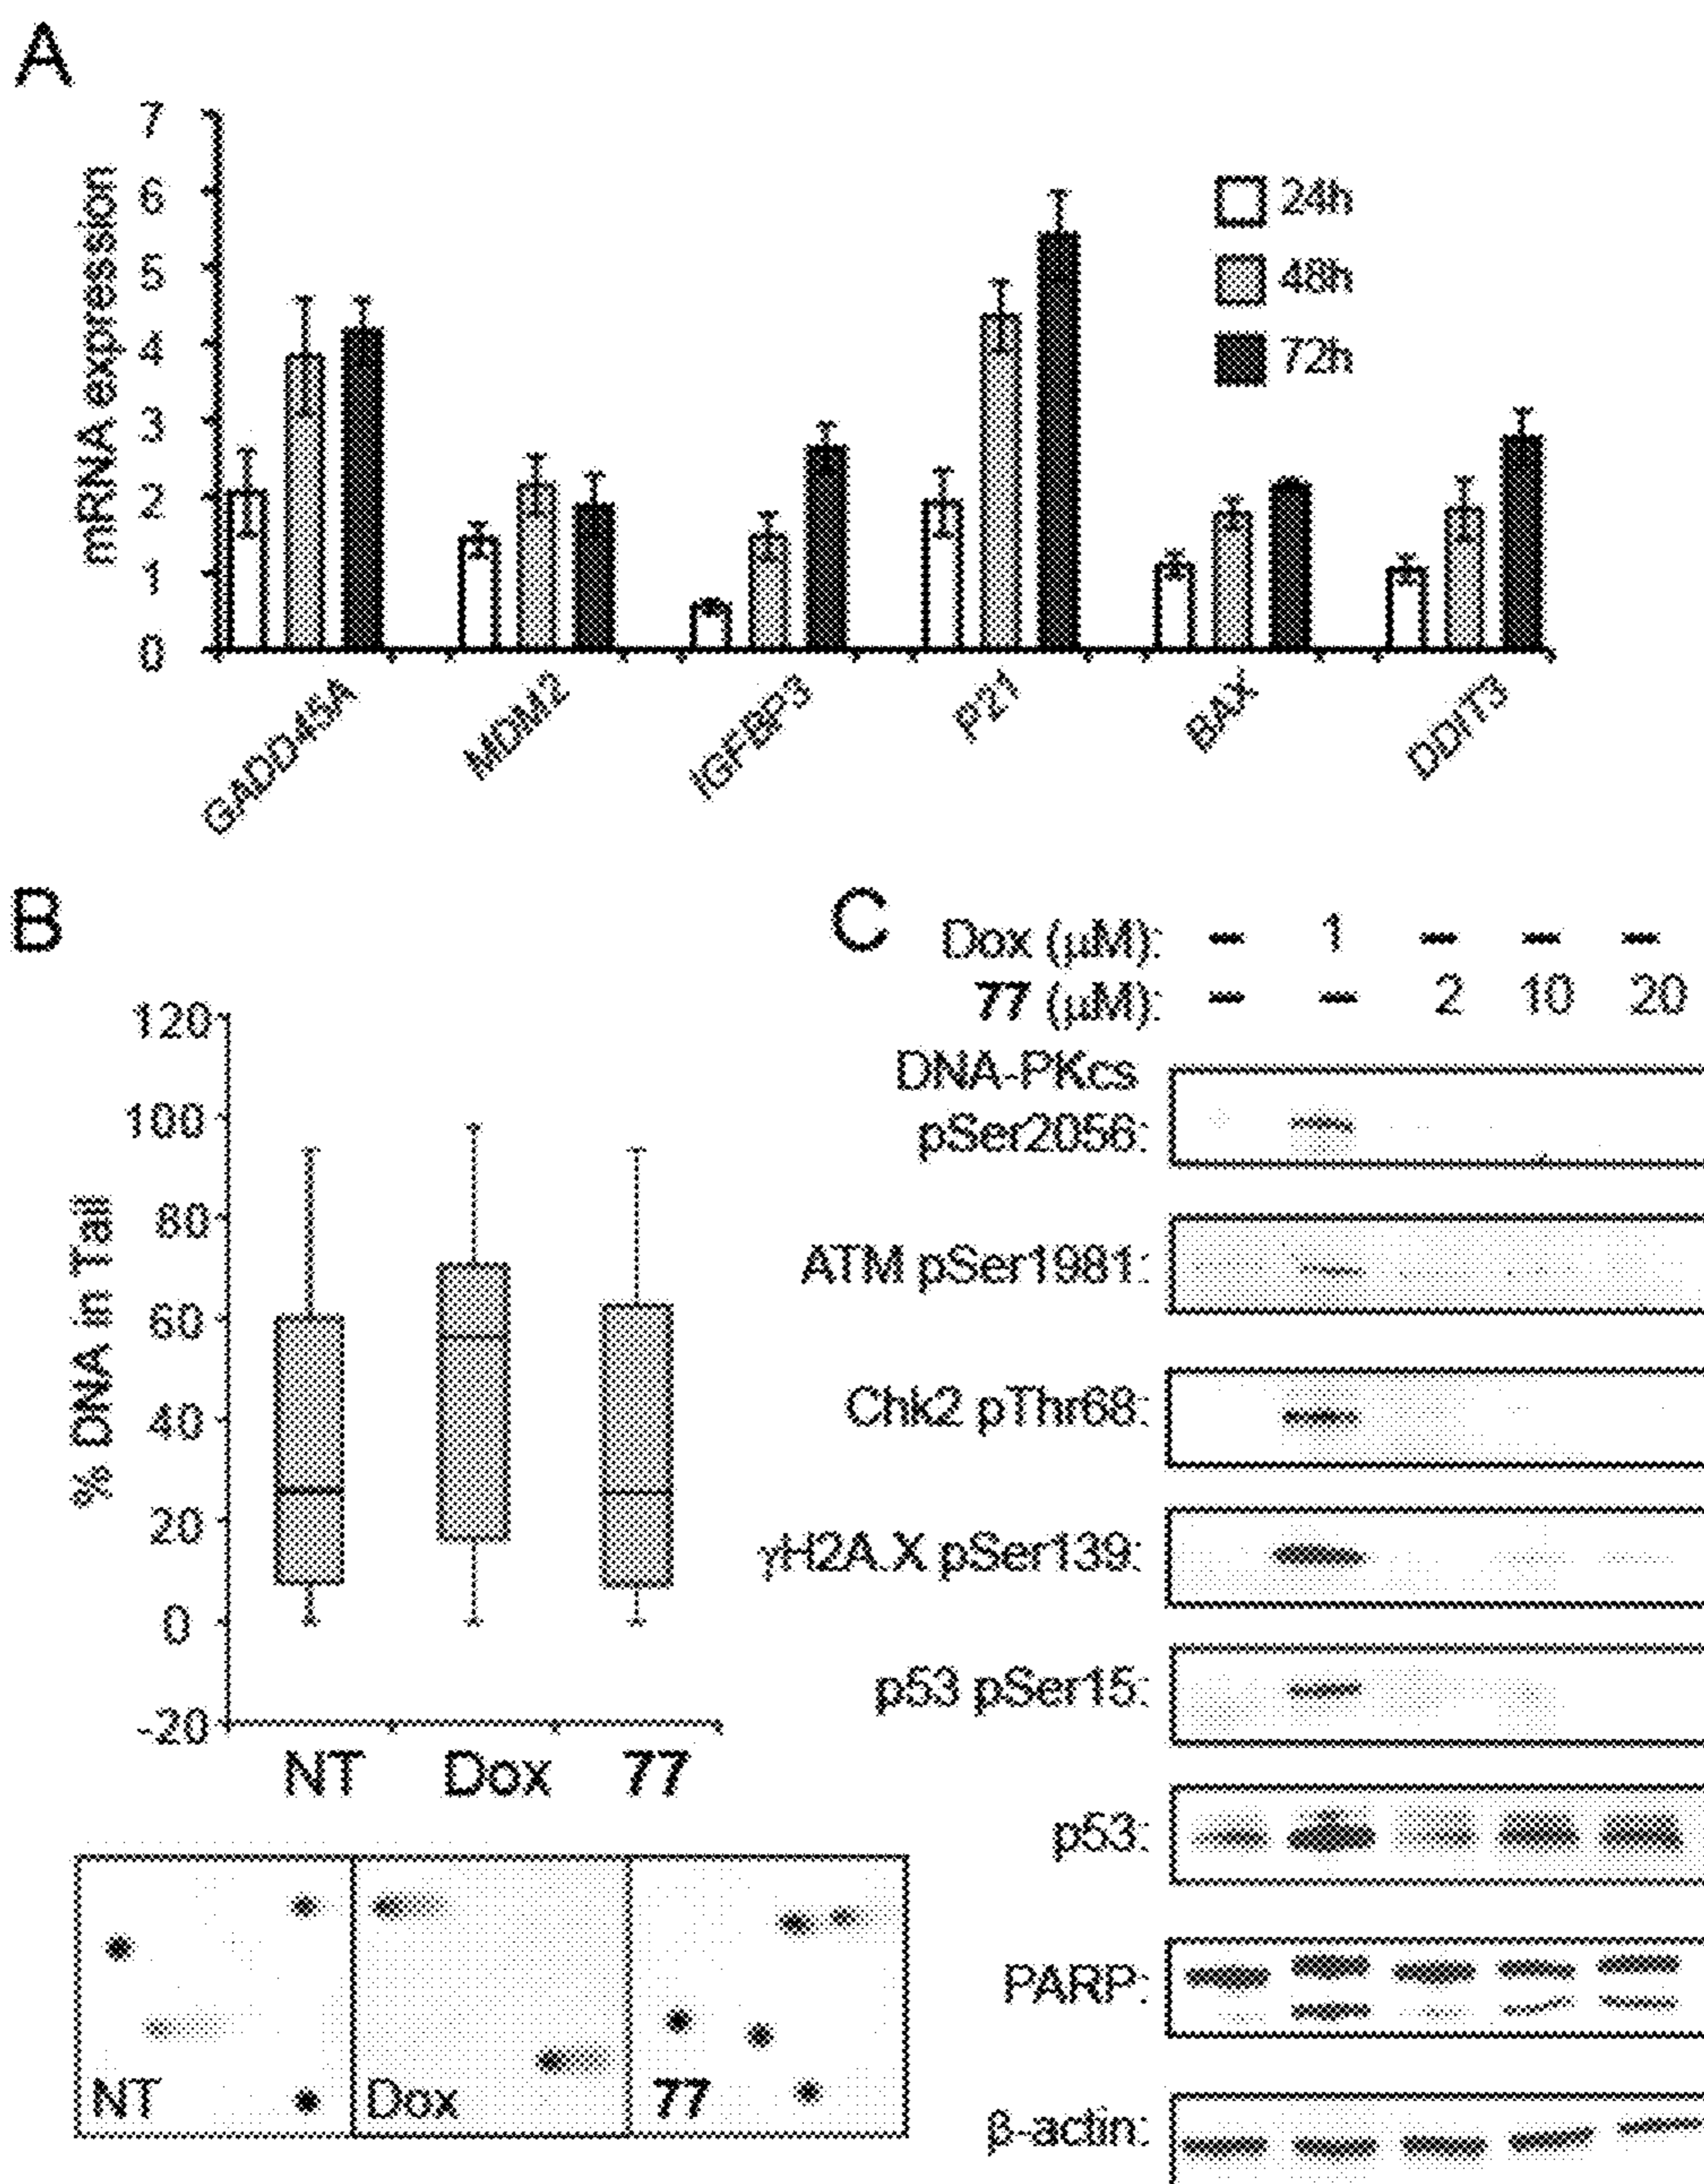 A
7
6
5
4
3
2
1
0
mRNA expression
24h
48h
72h
GADD45A
MDM2
IGFBP3
P21
BAX
DDIT3
B
120
100
80
60
40
20
0
-20
% DNA in Tail
NT Dox 77
NT Dox 77
C
Dox (μM): - 1 - - -
77 (μM): - - 2 10 20
DNA-PKcs
pSer2056:
ATM pSer1981:
Chk2 pThr68:
γH2A.X pSer139:
p53 pSer15:
p53:
PARP:
β-actin: